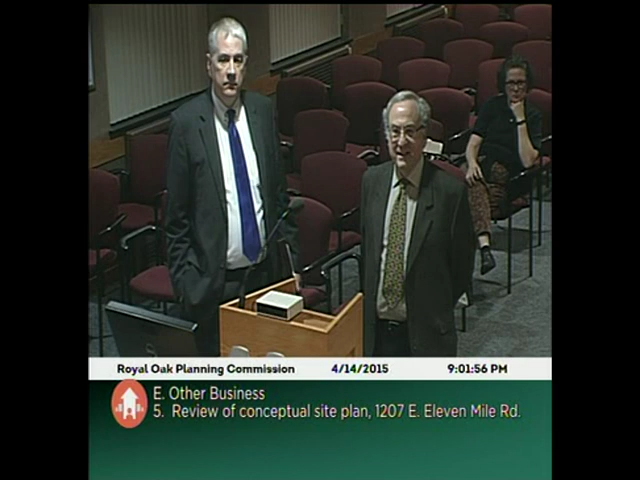 Royal Oak Planning Commission 4/14/2015 9:01:56 PM
E. Other Business
5. Review of conceptual site plan, 1207 E. Eleven Mile Rd.